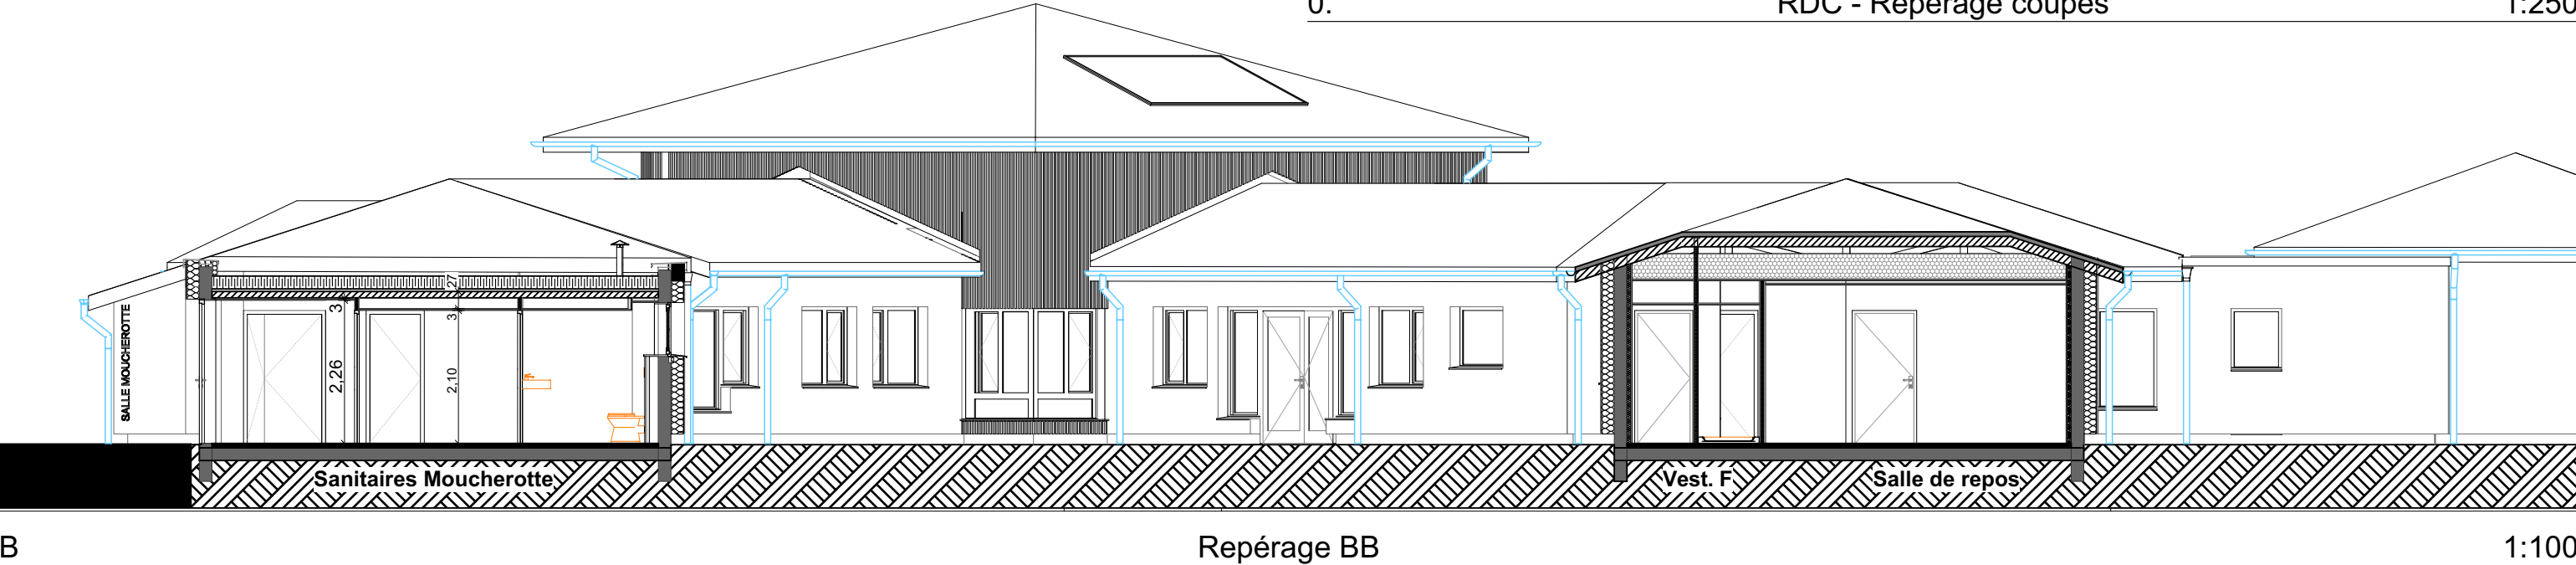 0. RDC - Repérage coupes 1:250
SALLE MOUCHEROTTE
3
2,26
3
2,10
27
Sanitaires Moucherotte
Vest. F
Salle de repos
B Repérage BB 1:100